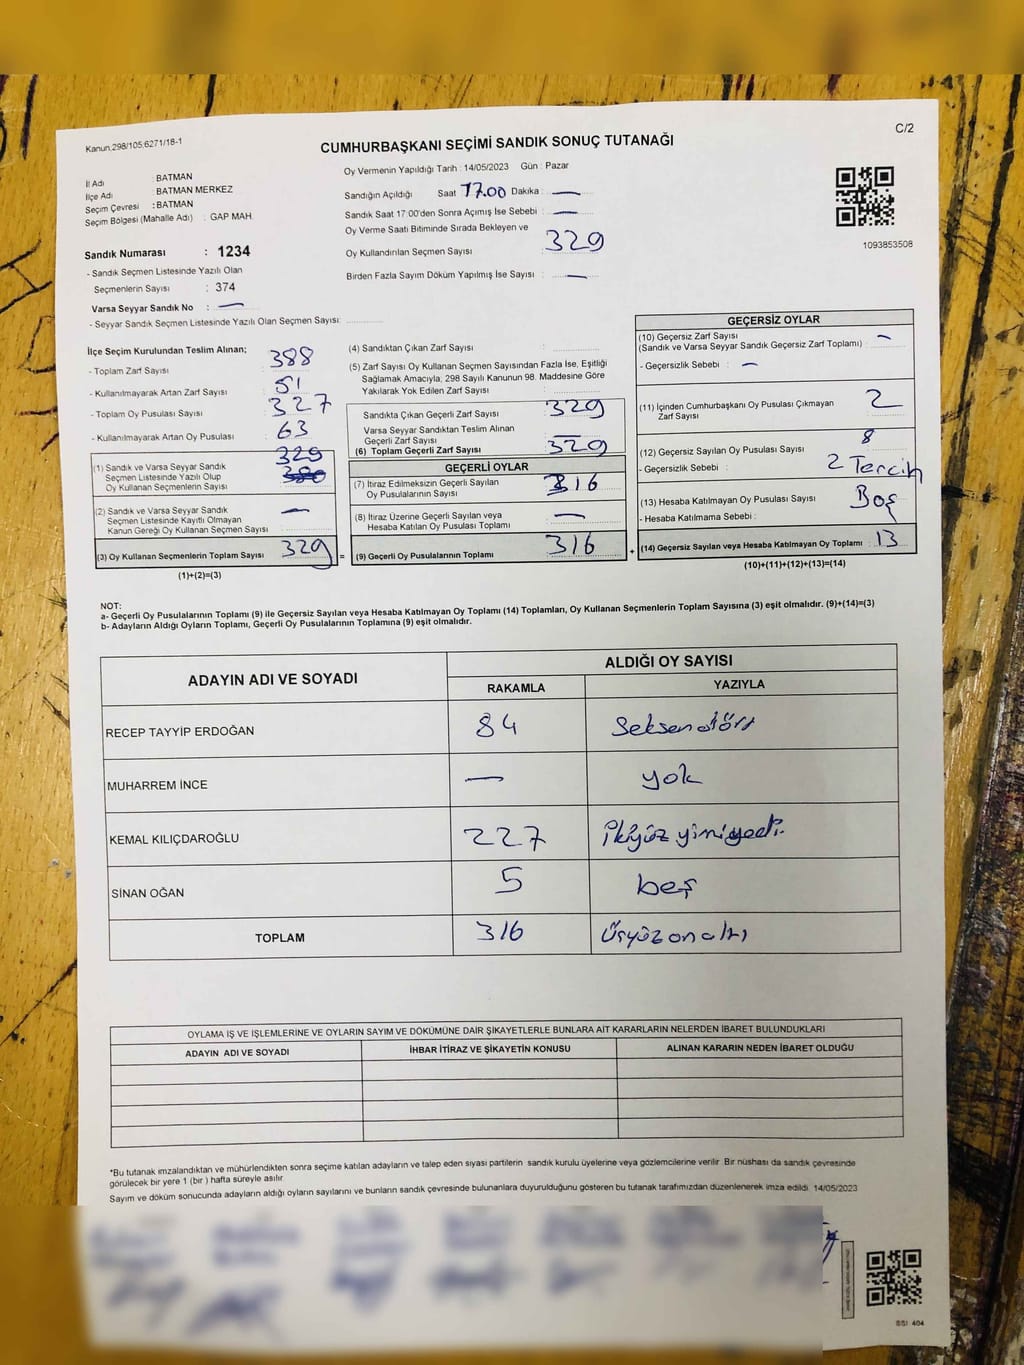 Kanun.298/105,6271/18-1
C/2
CUMHURBAŞKANI SEÇİMİ SANDIK SONUÇ TUTANAĞI
İl Adı : BATMAN
İlçe Adı : BATMAN MERKEZ
Seçim Çevresi : BATMAN
Seçim Bölgesi (Mahalle Adı) : GAP MAH.
Sandık Numarası : 1234
- Sandık Seçmen Listesinde Yazılı Olan
Seçmenlerin Sayısı : 374
Varsa Seyyar Sandık No : —
- Seyyar Sandık Seçmen Listesinde Yazılı Olan Seçmen Sayısı:
Oy Vermenin Yapıldığı Tarih : 14/05/2023 Gün : Pazar
Sandığın Açıldığı Saat 17.00 Dakika : —
Sandık Saat 17:00'den Sonra Açımış İse Sebebi : —
Oy Verme Saati Bitiminde Sırada Bekleyen ve
Oy Kullandırılan Seçmen Sayısı : 329
Birden Fazla Sayım Döküm Yapılmış İse Sayısı : —
1093853508
İlçe Seçim Kurulundan Teslim Alınan;
- Toplam Zarf Sayısı : 388
- Kullanılmayarak Artan Zarf Sayısı : 51
- Toplam Oy Pusulası Sayısı : 327
- Kullanılmayarak Artan Oy Pusulası : 63
329
(1) Sandık ve Varsa Seyyar Sandık
Seçmen Listesinde Yazılı Olup
Oy Kullanan Seçmenlerin Sayısı :
(2) Sandık ve Varsa Seyyar Sandık
Seçmen Listesinde Kayıtlı Olmayan
Kanun Gereği Oy Kullanan Seçmen Sayısı : —
(3) Oy Kullanan Seçmenlerin Toplam Sayısı : 329 =
(1)+(2)=(3)
(4) Sandıktan Çıkan Zarf Sayısı :
(5) Zarf Sayısı Oy Kullanan Seçmen Sayısından Fazla İse, Eşitliği
Sağlamak Amacıyla; 298 Sayılı Kanunun 98. Maddesine Göre
Yakılarak Yok Edilen Zarf Sayısı :
Sandıkta Çıkan Geçerli Zarf Sayısı : 329
Varsa Seyyar Sandıktan Teslim Alınan
Geçerli Zarf Sayısı : —
(6) Toplam Geçerli Zarf Sayısı : 329
GEÇERLİ OYLAR
(7) İtiraz Edilmeksizin Geçerli Sayılan
Oy Pusulalarının Sayısı : 316
(8) İtiraz Üzerine Geçerli Sayılan veya
Hesaba Katılan Oy Pusulası Toplamı : —
(9) Geçerli Oy Pusulalarının Toplamı : 316 +
GEÇERSİZ OYLAR
(10) Geçersiz Zarf Sayısı : —
(Sandık ve Varsa Seyyar Sandık Geçersiz Zarf Toplamı)
- Geçersizlik Sebebi : —
(11) İçinden Cumhurbaşkanı Oy Pusulası Çıkmayan
Zarf Sayısı : 2
(12) Geçersiz Sayılan Oy Pusulası Sayısı : 8
- Geçersizlik Sebebi : 2 Tercih
(13) Hesaba Katılmayan Oy Pusulası Sayısı : Boş
- Hesaba Katılmama Sebebi :
(14) Geçersiz Sayılan veya Hesaba Katılmayan Oy Toplamı : 13
(10)+(11)+(12)+(13)=(14)
NOT:
a- Geçerli Oy Pusulalarının Toplamı (9) ile Geçersiz Sayılan veya Hesaba Katılmayan Oy Toplamı (14) Toplamları, Oy Kullanan Seçmenlerin Toplam Sayısına (3) eşit olmalıdır. (9)+(14)=(3)
b- Adayların Aldığı Oyların Toplamı, Geçerli Oy Pusulalarının Toplamına (9) eşit olmalıdır.
ADAYIN ADI VE SOYADI
ALDIĞI OY SAYISI
RAKAMLA YAZIYLA
RECEP TAYYİP ERDOĞAN 84 Seksendört
MUHARREM İNCE — yok
KEMAL KILIÇDAROĞLU 227 ikiyüz yirmiyedi
SİNAN OĞAN 5 beş
TOPLAM 316 Üçyüz onaltı
OYLAMA İŞ VE İŞLEMLERİNE VE OYLARIN SAYIM VE DÖKÜMÜNE DAİR ŞİKAYETLERLE BUNLARA AİT KARARLARIN NELERDEN İBARET BULUNDUKLARI
ADAYIN ADI VE SOYADI İHBAR İTİRAZ VE ŞİKAYETİN KONUSU ALINAN KARARIN NEDEN İBARET OLDUĞU
*Bu tutanak imzalandıktan ve mühürlendikten sonra seçime katılan adayların ve talep eden siyasi partilerin sandık kurulu üyelerine veya gözlemcilerine verilir. Bir nüshası da sandık çevresinde
görülecek bir yere 1 (bir ) hafta süreyle asılır.
Sayım ve döküm sonucunda adayların aldığı oyların sayılarını ve bunların sandık çevresinde bulunanlara duyurulduğunu gösteren bu tutanak tarafımızdan düzenlenerek imza edildi. 14/05/2023
SSI 404